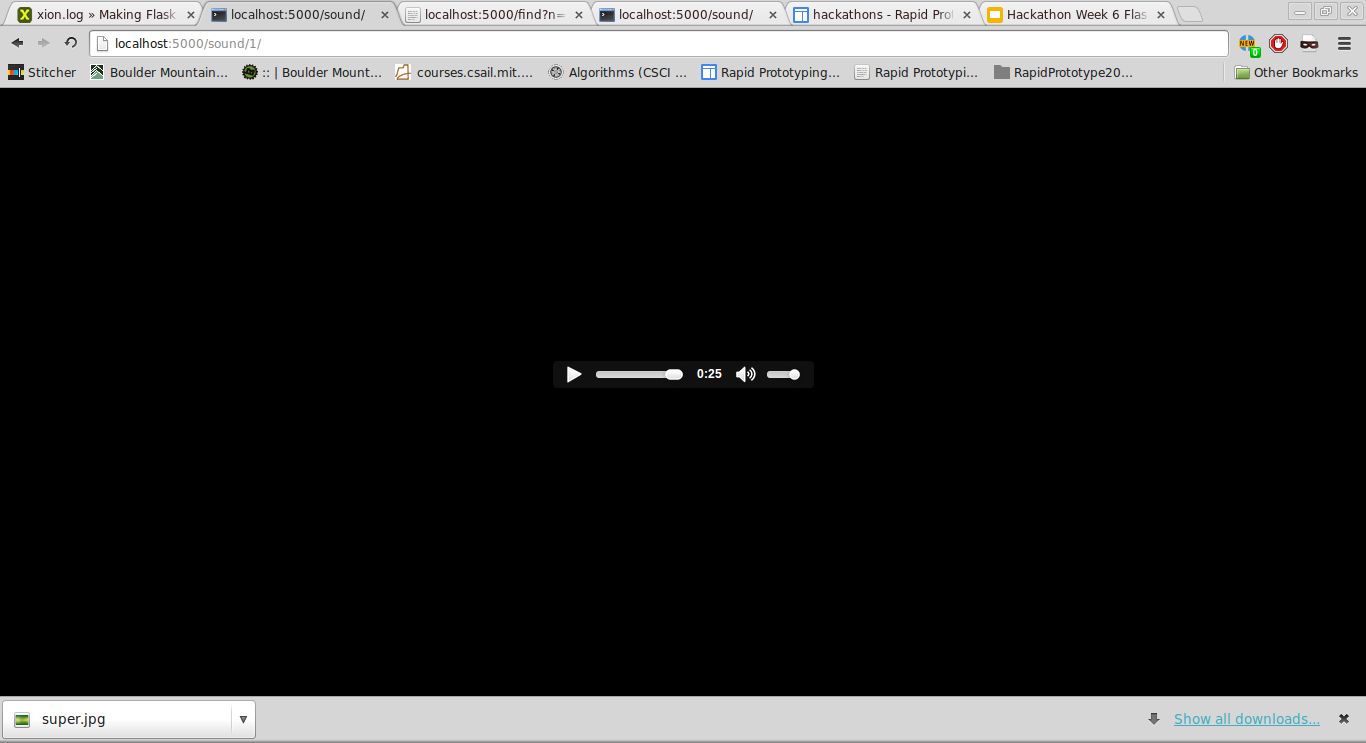 xion.log » Making Flask
localhost:5000/sound/
localhost:5000/find?n=
localhost:5000/sound/
hackathons - Rapid Pro
Hackathon Week 6 Flas
localhost:5000/sound/1/
NEW
0
Stitcher
Boulder Mountain...
:: | Boulder Mount...
courses.csail.mit....
Algorithms (CSCI ...
Rapid Prototyping...
Rapid Prototypi...
RapidPrototype20...
Other Bookmarks
0:25
super.jpg
Show all downloads...